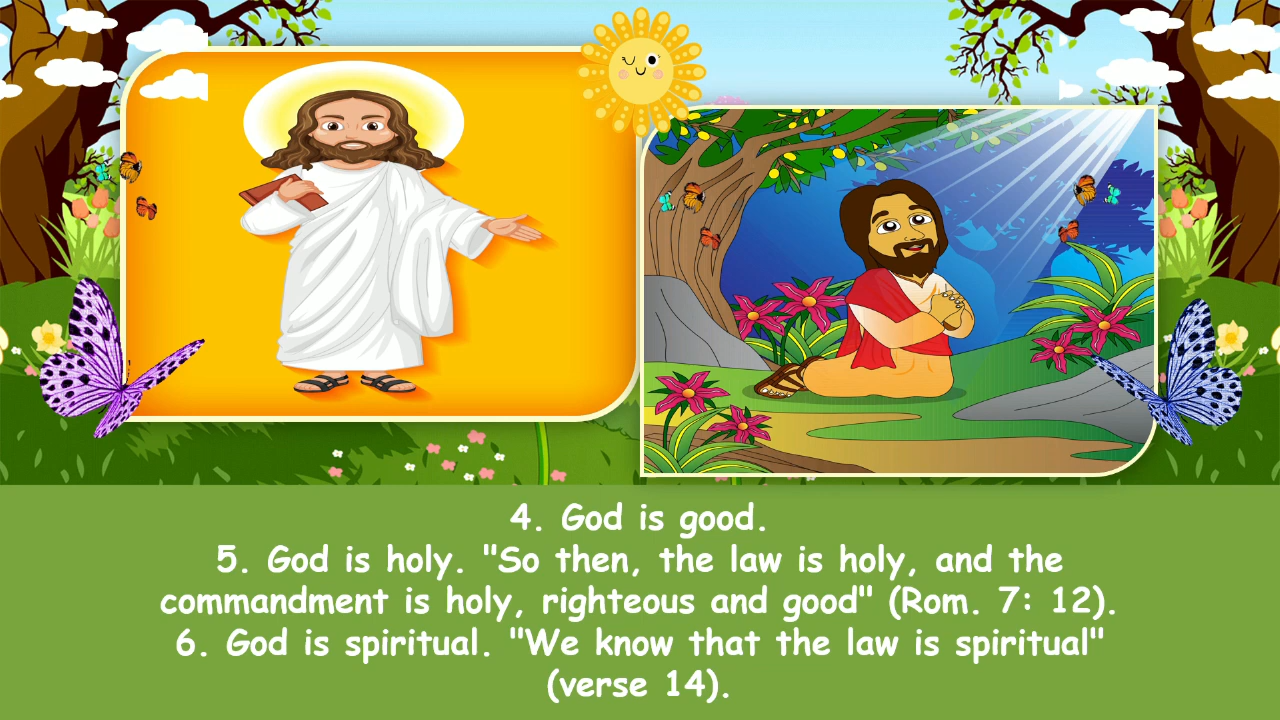 4. God is good.
5. God is holy. "So then, the law is holy, and the
commandment is holy, righteous and good" (Rom. 7: 12).
6. God is spiritual. "We know that the law is spiritual"
(verse 14).